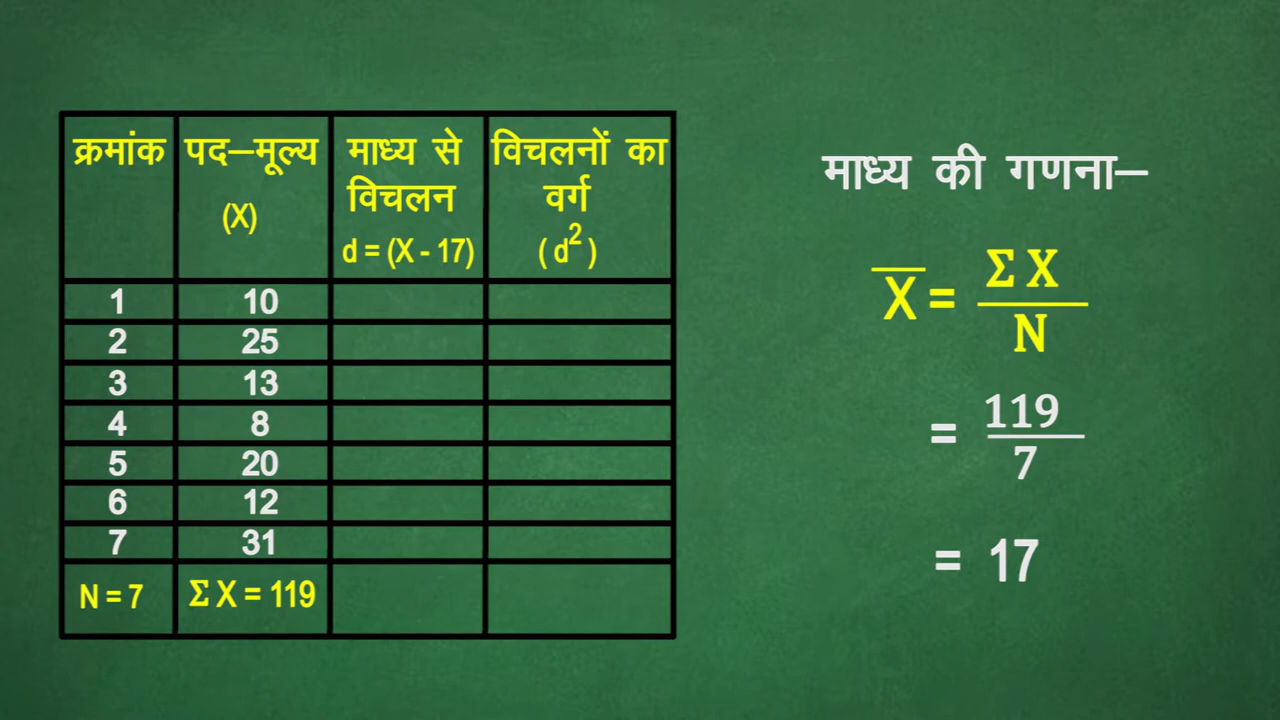 क्रमांक पद–मूल्य (X) माध्य से विचलन d = (X - 17) विचलनों का वर्ग ( d² )
1 10
2 25
3 13
4 8
5 20
6 12
7 31
N = 7 Σ X = 119
माध्य की गणना–
X̅ = Σ X / N
= 119 / 7
= 17